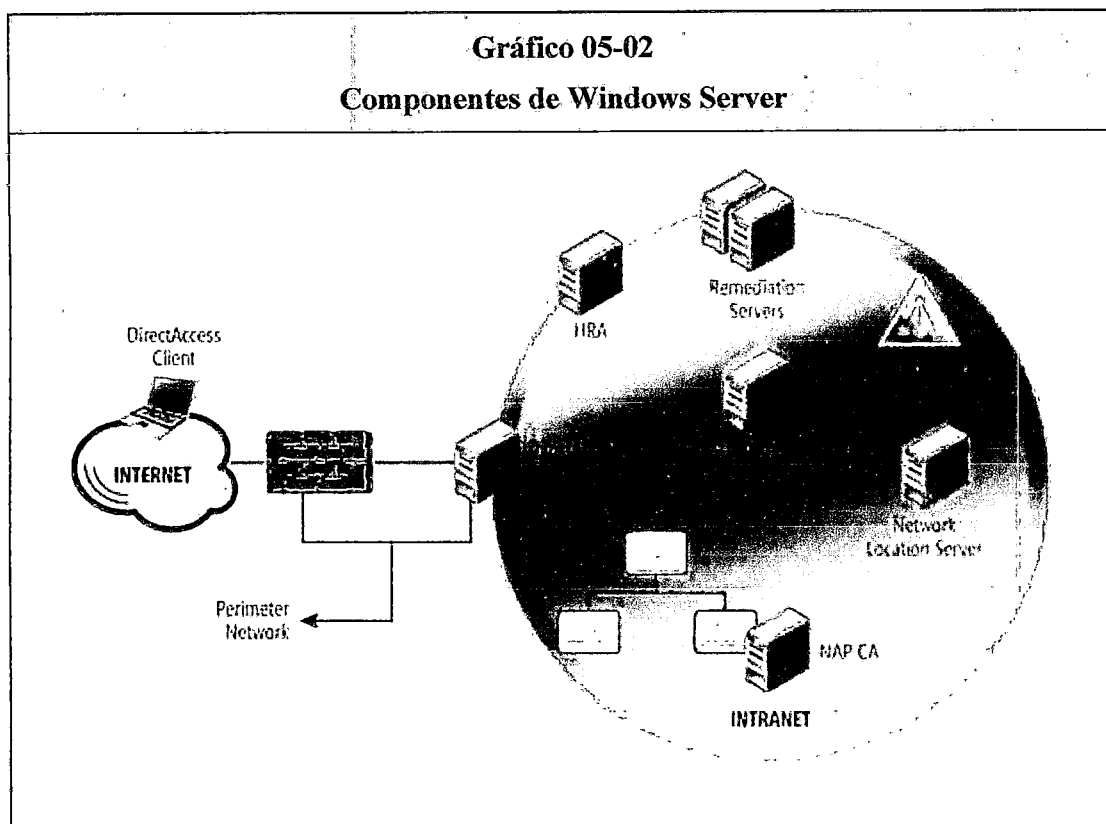 Gráfico 05-02
Componentes de Windows Server
Remediation
Servers
HRA
DirectAccess
Client
INTERNET
Network
Location Server
Perimeter
Network
NAP CA
INTRANET